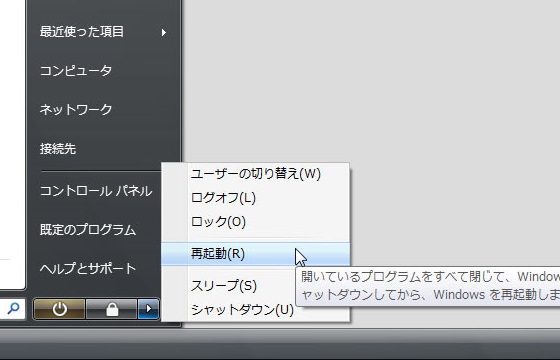 最近使った項目
コンピュータ
ネットワーク
接続先
コントロール パネル
既定のプログラム
ヘルプとサポート
ユーザーの切り替え(W)
ログオフ(L)
ロック(O)
再起動(R)
スリープ(S)
シャットダウン(U)
開いているプログラムをすべて閉じて、Window
ャットダウンしてから、Windows を再起動しま